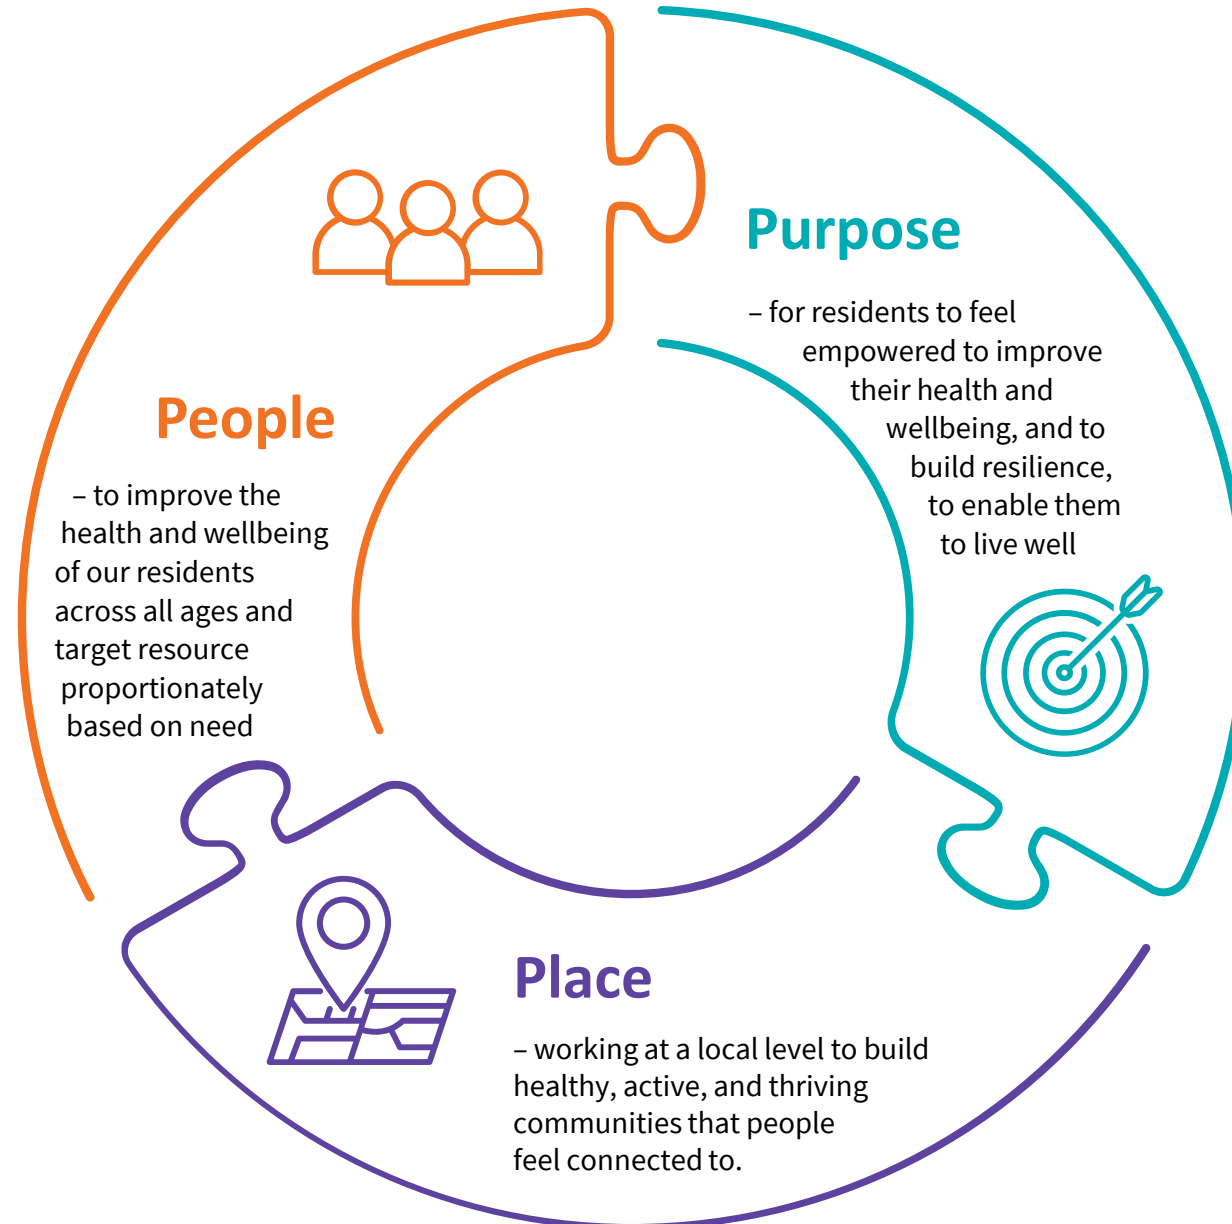 People
– to improve the
health and wellbeing
of our residents
across all ages and
target resource
proportionately
based on need
Purpose
– for residents to feel
empowered to improve
their health and
wellbeing, and to
build resilience,
to enable them
to live well
Place
– working at a local level to build
healthy, active, and thriving
communities that people
feel connected to.